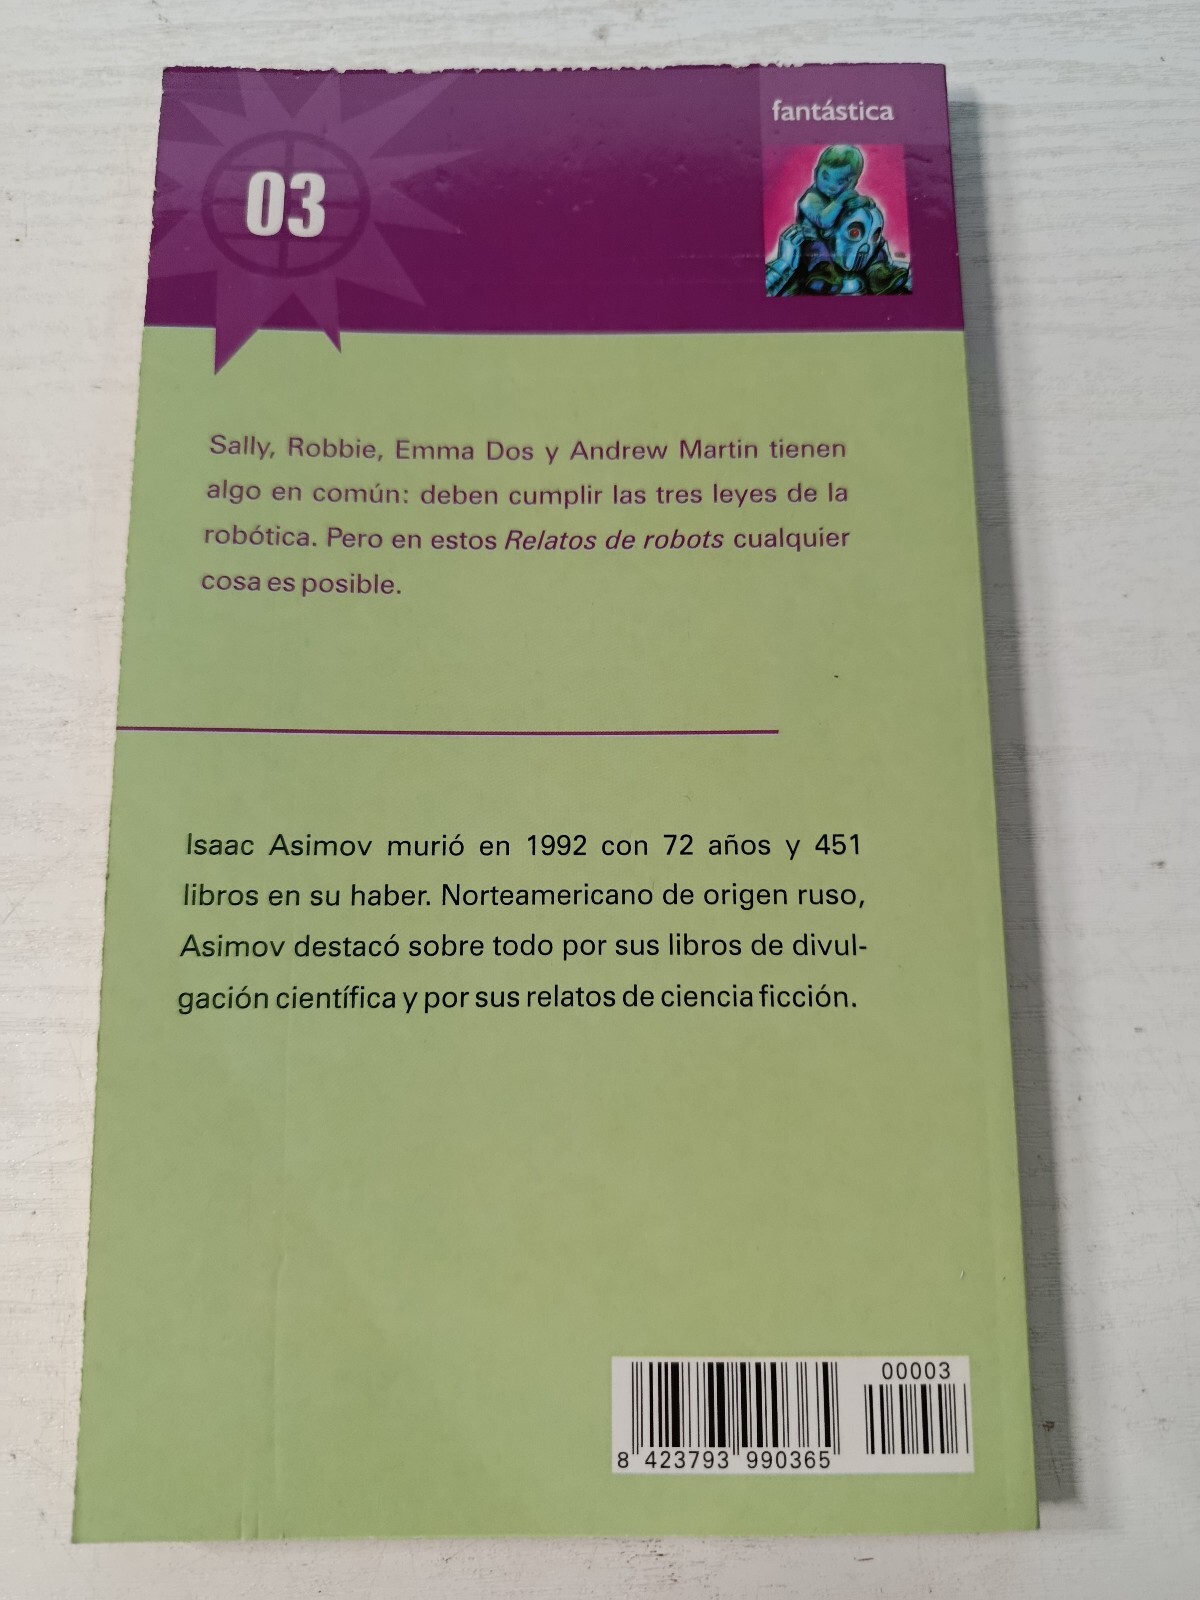 03
fantástica
Sally, Robbie, Emma Dos y Andrew Martin tienen
algo en común: deben cumplir las tres leyes de la
robótica. Pero en estos Relatos de robots cualquier
cosa es posible.
Isaac Asimov murió en 1992 con 72 años y 451
libros en su haber. Norteamericano de origen ruso,
Asimov destacó sobre todo por sus libros de divul-
gación científica y por sus relatos de ciencia ficción.
00003
8 423793 990365